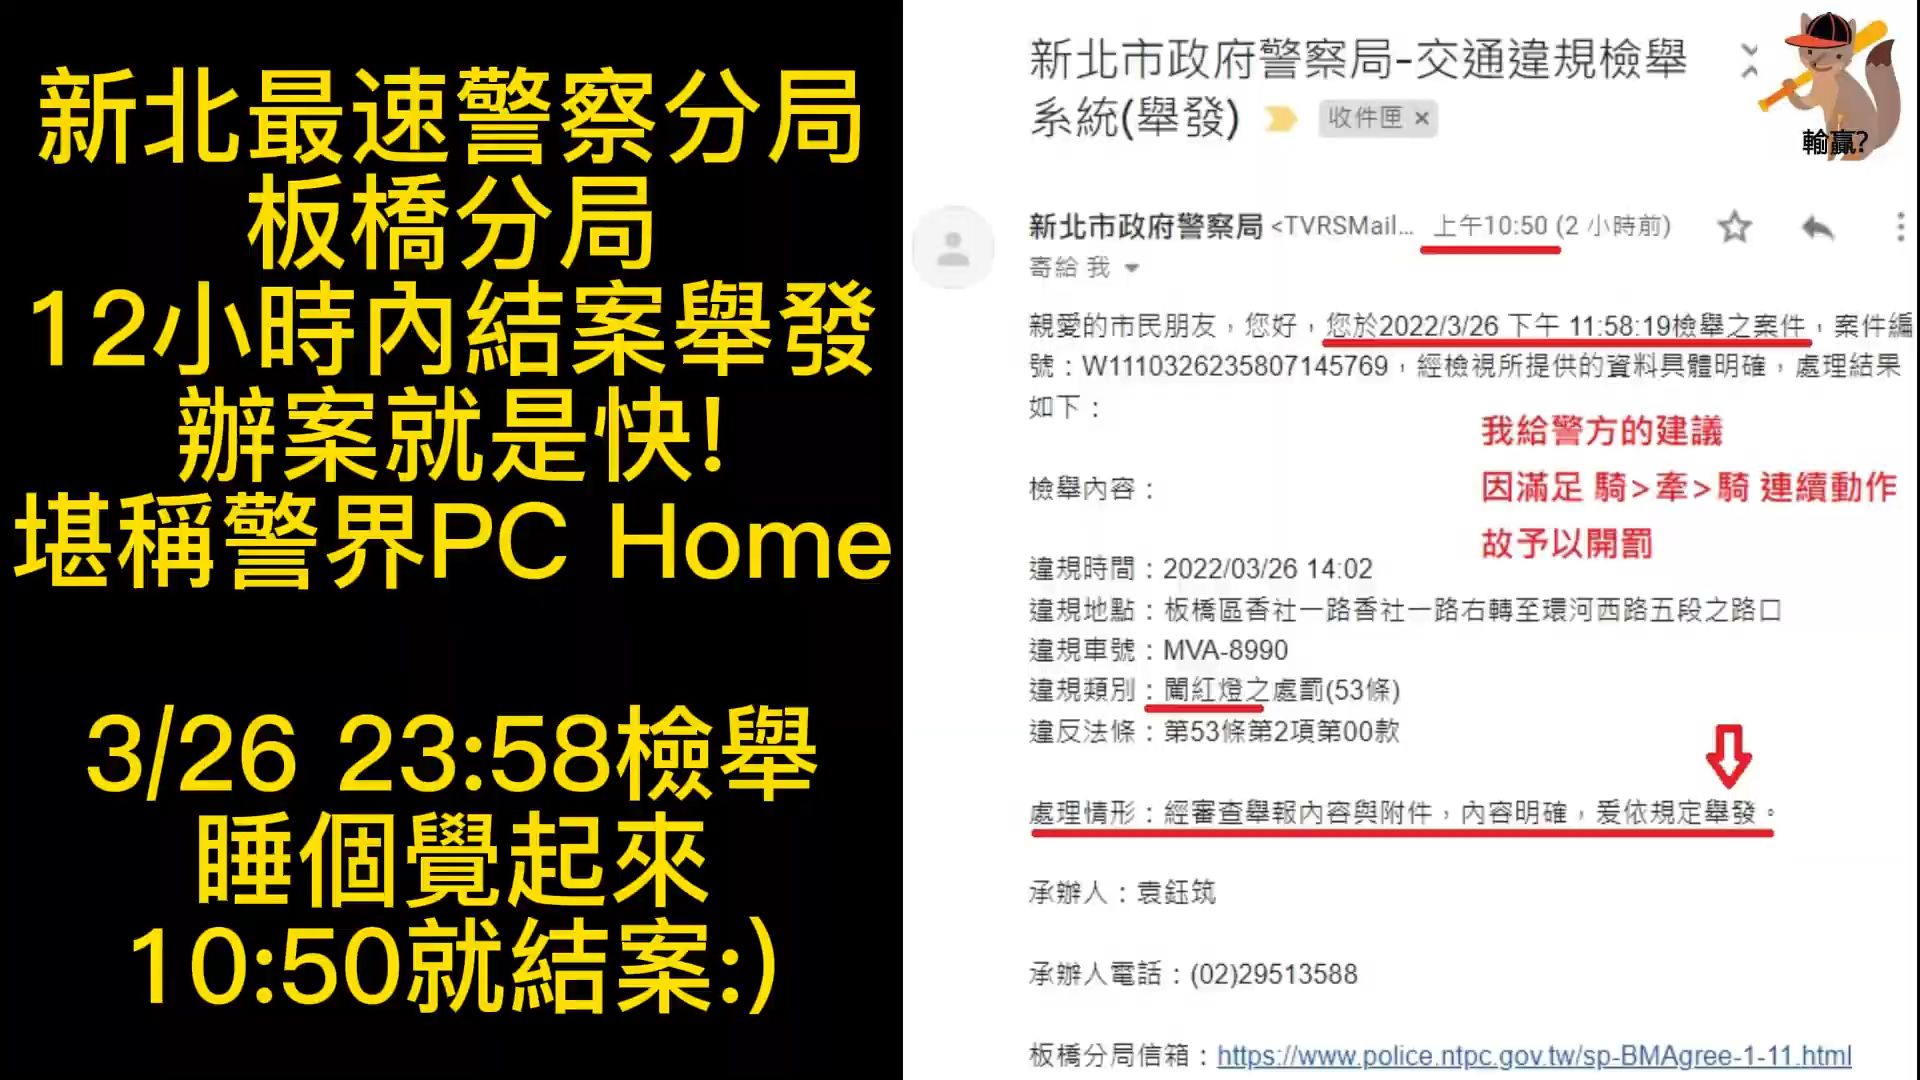 新北最速警察分局
板橋分局
12小時內結案舉發
辦案就是快!
堪稱警界PC Home
3/26 23:58檢舉
睡個覺起來
10:50就結案:)
新北市政府警察局-交通違規檢舉
系統(舉發) 收件匣 ×
輸贏?
新北市政府警察局 <TVRSMail... 上午10:50 (2 小時前)
寄給 我
親愛的市民朋友，您好，您於2022/3/26 下午 11:58:19檢舉之案件，案件編
號：W1110326235807145769，經檢視所提供的資料具體明確，處理結果
如下：
我給警方的建議
因滿足 騎>牽>騎 連續動作
故予以開罰
檢舉內容：
違規時間：2022/03/26 14:02
違規地點：板橋區香社一路香社一路右轉至環河西路五段之路口
違規車號：MVA-8990
違規類別：闖紅燈之處罰(53條)
違反法條：第53條第2項第00款
處理情形：經審查舉報內容與附件，內容明確，爰依規定舉發。
承辦人：袁鈺筑
承辦人電話：(02)29513588
板橋分局信箱：https://www.police.ntpc.gov.tw/sp-BMAgree-1-11.html